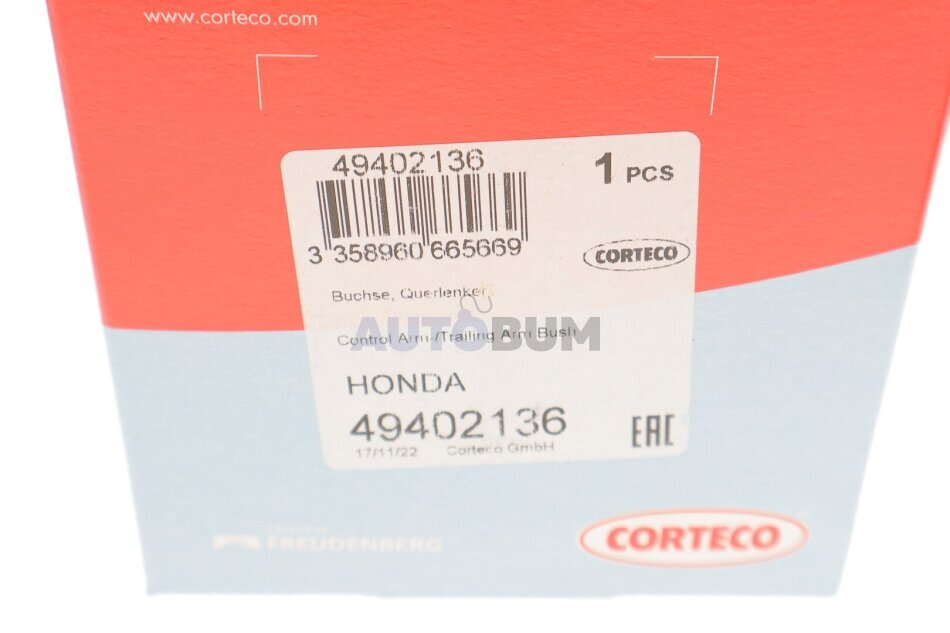 www.corteco.com
49402136
1 PCS
3 358960 665669
CORTECO
Buchse, Querlenker
AUTOBUM
Control Arm-/Trailing Arm Bush
HONDA
49402136
EAC
17/11/22 Corteco GmbH
FREUDENBERG
CORTECO